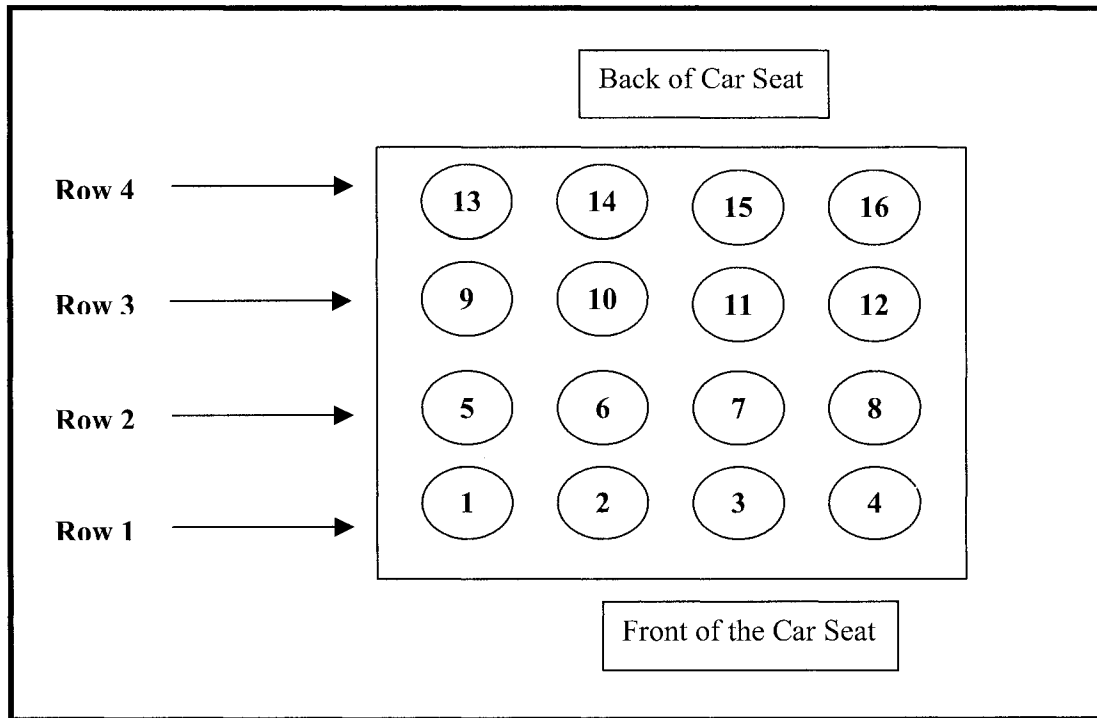 Back of Car Seat
Row 4 13 14 15 16
Row 3 9 10 11 12
Row 2 5 6 7 8
Row 1 1 2 3 4
Front of the Car Seat